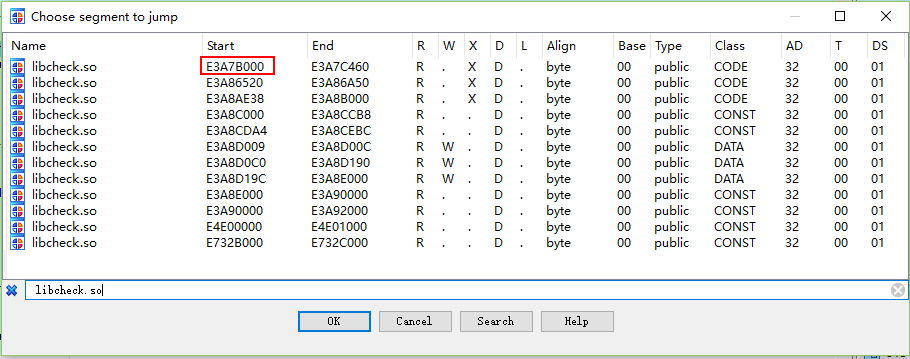 Choose segment to jump
Name Start End R W X D L Align Base Type Class AD T DS
libcheck.so E3A7B000 E3A7C460 R . X D . byte 00 public CODE 32 00 01
libcheck.so E3A86520 E3A86A50 R . X D . byte 00 public CODE 32 00 01
libcheck.so E3A8AE38 E3A8B000 R . X D . byte 00 public CODE 32 00 01
libcheck.so E3A8C000 E3A8CCB8 R . . D . byte 00 public CONST 32 00 01
libcheck.so E3A8CDA4 E3A8CEBC R . . D . byte 00 public CONST 32 00 01
libcheck.so E3A8D009 E3A8D00C R W . D . byte 00 public DATA 32 00 01
libcheck.so E3A8D0C0 E3A8D190 R W . D . byte 00 public DATA 32 00 01
libcheck.so E3A8D19C E3A8E000 R W . D . byte 00 public DATA 32 00 01
libcheck.so E3A8E000 E3A90000 R . . D . byte 00 public CONST 32 00 01
libcheck.so E3A90000 E3A92000 R . . D . byte 00 public CONST 32 00 01
libcheck.so E4E00000 E4E01000 R . . D . byte 00 public CONST 32 00 01
libcheck.so E732B000 E732C000 R . . D . byte 00 public CONST 32 00 01
libcheck.so
OK Cancel Search Help